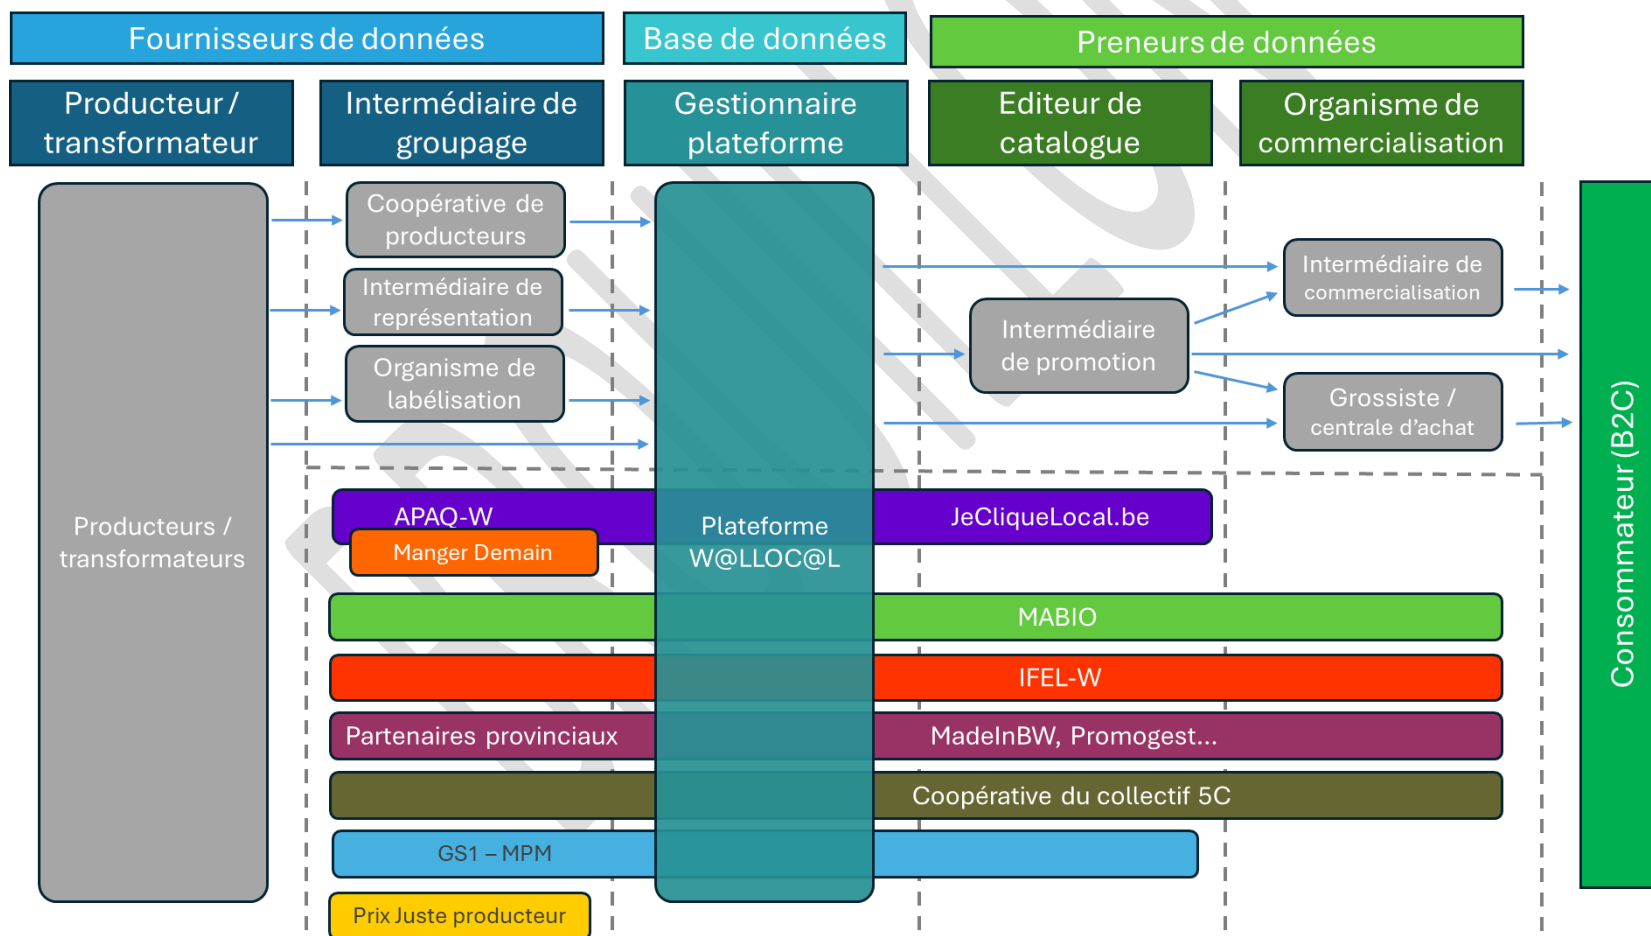 Fournisseurs de données
Base de données
Preneurs de données
Producteur /
transformateur
Intermédiaire de
groupage
Gestionnaire
plateforme
Editeur de
catalogue
Organisme de
commercialisation
Coopérative de
producteurs
Intermédiaire de
représentation
Organisme de
labélisation
Intermédiaire
de promotion
Intermédiaire de
commercialisation
Grossiste /
centrale d'achat
Producteurs /
transformateurs
Plateforme
W@LLOC@L
Consommateur (B2C)
APAQ-W
JeCliqueLocal.be
Manger Demain
MABIO
IFEL-W
Partenaires provinciaux
MadeInBW, Promogest...
Coopérative du collectif 5C
GS1 – MPM
Prix Juste producteur